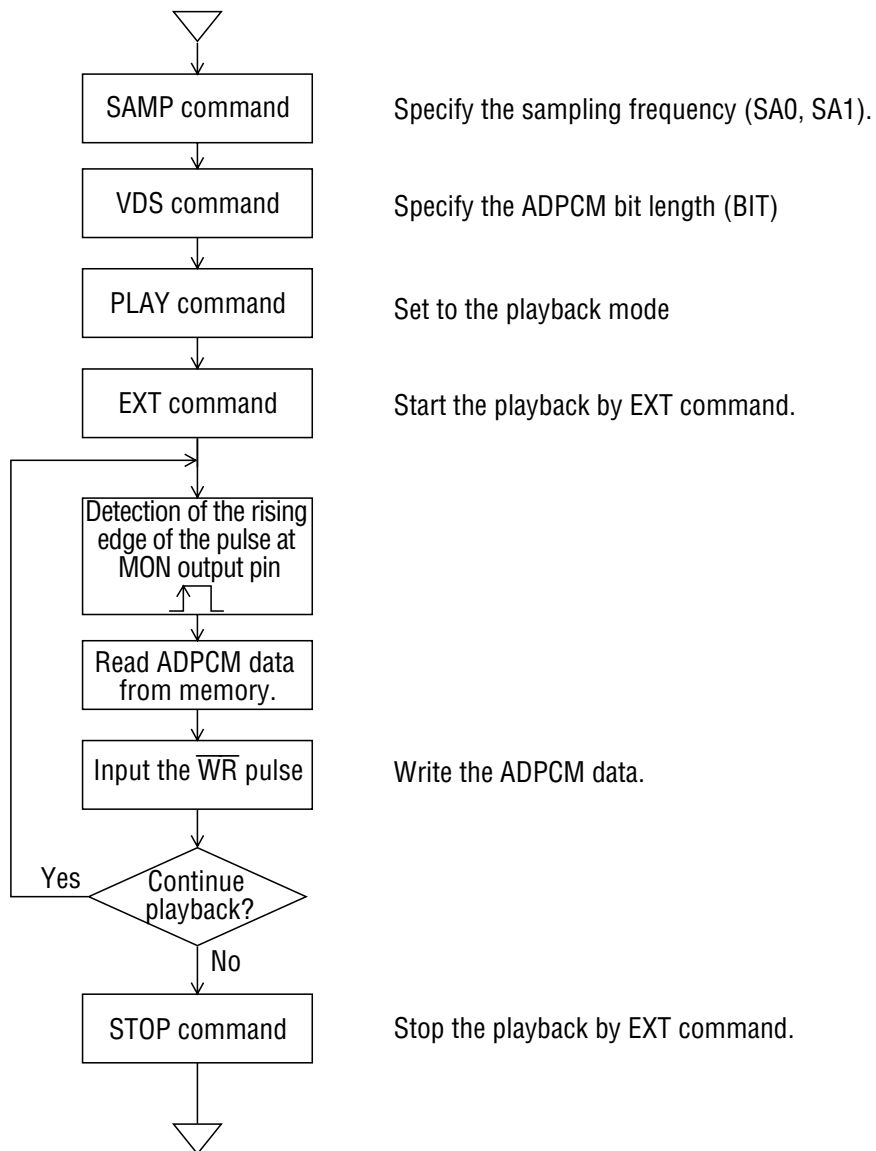 SAMP command
Specify the sampling frequency (SA0, SA1).
VDS command
Specify the ADPCM bit length (BIT)
PLAY command
Set to the playback mode
EXT command
Start the playback by EXT command.
Detection of the rising
edge of the pulse at
MON output pin
Read ADPCM data
from memory.
Input the W̅R̅ pulse
Write the ADPCM data.
Yes
Continue
playback?
No
STOP command
Stop the playback by EXT command.